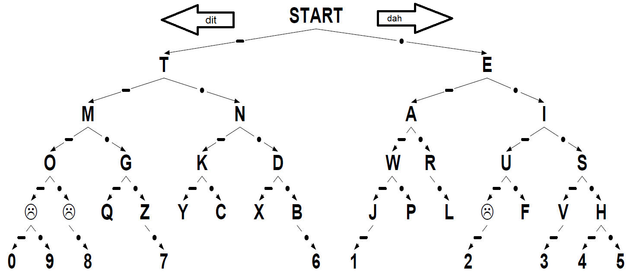 dit START dah
T E
M N A I
O G K D W R U S
Q Z Y C X B J P L F V H
0 9 8 7 6 1 2 3 4 5